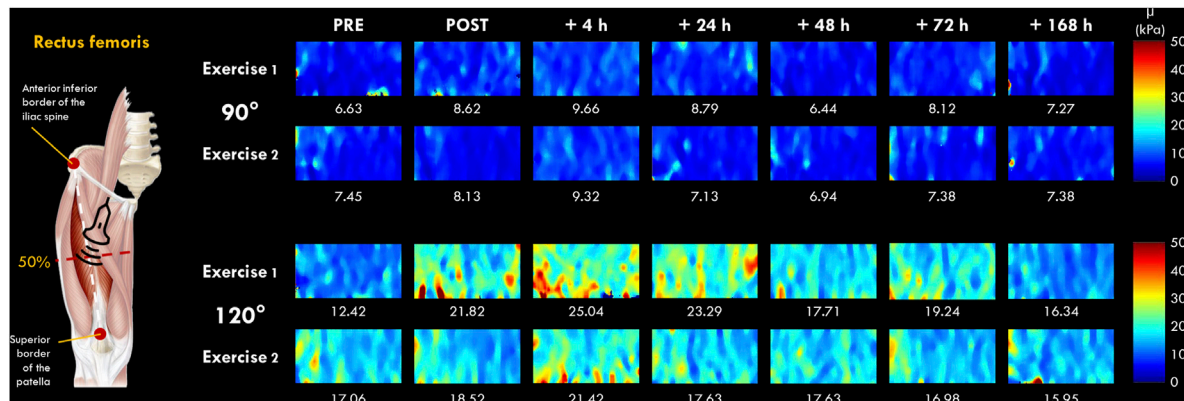 PRE POST + 4 h + 24 h + 48 h + 72 h + 168 h
μ
(kPa)
Rectus femoris
Anterior inferior
border of the
iliac spine
50%
Superior
border
of the
patella
90°
Exercise 1
6.63 8.62 9.66 8.79 6.44 8.12 7.27
Exercise 2
7.45 8.13 9.32 7.13 6.94 7.38 7.38
50
40
30
20
10
0
120°
Exercise 1
12.42 21.82 25.04 23.29 17.71 19.24 16.34
Exercise 2
17.06 18.52 21.42 17.63 17.63 16.98 15.95
50
40
30
20
10
0